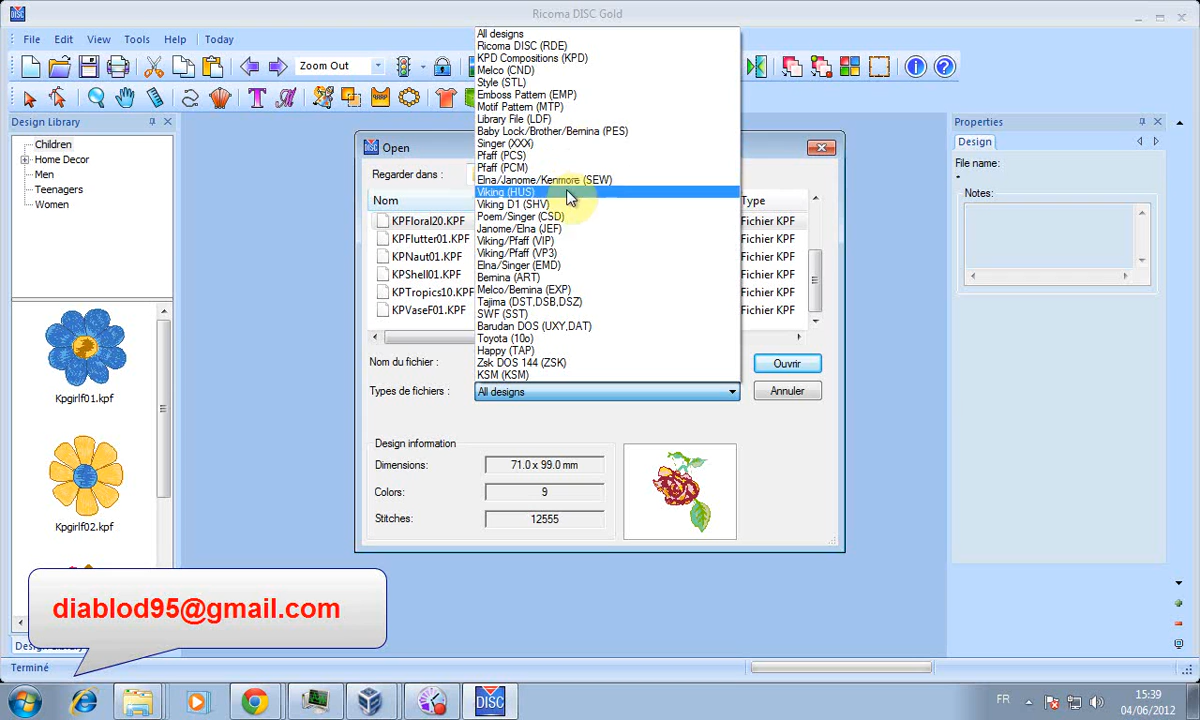 DISC
Ricoma DISC Gold
File Edit View Tools Help Today
Zoom Out
Design Library
Children
Home Decor
Men
Teenagers
Women
Kpgirlf01.kpf
Kpgirlf02.kpf
Terminé
diablod95@gmail.com
Open
Regarder dans :
Nom
Type
KPFloral20.KPF Fichier KPF
KPFlutter01.KPF Fichier KPF
KPNaut01.KPF Fichier KPF
KPShell01.KPF Fichier KPF
KPTropics10.KPF Fichier KPF
KPVaseF01.KPF Fichier KPF
Nom du fichier :
Ouvrir
Types de fichiers :
All designs
Annuler
All designs
Ricoma DISC (RDE)
KPD Compositions (KPD)
Melco (CND)
Style (STL)
Emboss Pattern (EMP)
Motif Pattern (MTP)
Library File (LDF)
Baby Lock/Brother/Bernina (PES)
Singer (XXX)
Pfaff (PCS)
Pfaff (PCM)
Elna/Janome/Kenmore (SEW)
Viking (HUS)
Viking D1 (SHV)
Poem/Singer (CSD)
Janome/Elna (JEF)
Viking/Pfaff (VIP)
Viking/Pfaff (VP3)
Elna/Singer (EMD)
Bernina (ART)
Melco/Bernina (EXP)
Tajima (DST,DSB,DSZ)
SWF (SST)
Barudan DOS (UXY,DAT)
Toyota (10o)
Happy (TAP)
Zsk DOS 144 (ZSK)
KSM (KSM)
Design information
Dimensions: 71.0 x 99.0 mm
Colors: 9
Stitches: 12555
Properties
Design
File name:
-
Notes:
DISC
FR
15:39
04/06/2012